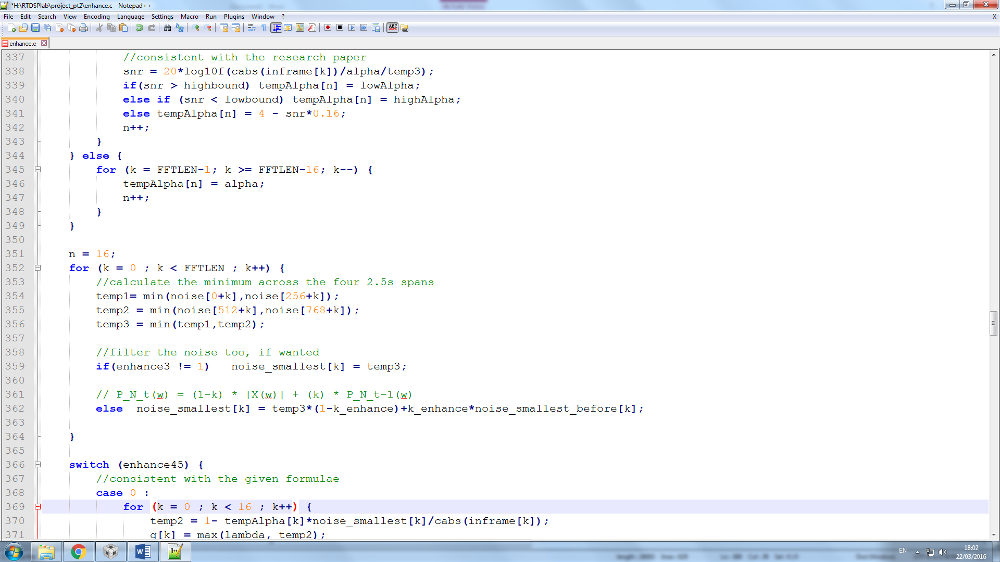 *H:\RTDSPlab\project_pt2\enhance.c - Notepad++
File Edit Search View Encoding Language Settings Macro Run Plugins Window ? X
ABC
enhance.c
337 //consistent with the research paper
338 snr = 20*log10f(cabs(inframe[k])/alpha/temp3);
339 if(snr > highbound) tempAlpha[n] = lowAlpha;
340 else if (snr < lowbound) tempAlpha[n] = highAlpha;
341 else tempAlpha[n] = 4 - snr*0.16;
342 n++;
343 }
344 } else {
345 for (k = FFTLEN-1; k >= FFTLEN-16; k--) {
346 tempAlpha[n] = alpha;
347 n++;
348 }
349 }
350
351 n = 16;
352 for (k = 0 ; k < FFTLEN ; k++) {
353 //calculate the minimum across the four 2.5s spans
354 temp1= min(noise[0+k],noise[256+k]);
355 temp2 = min(noise[512+k],noise[768+k]);
356 temp3 = min(temp1,temp2);
357
358 //filter the noise too, if wanted
359 if(enhance3 != 1) noise_smallest[k] = temp3;
360
361 // P_N_t(w) = (1-k) * |X(w)| + (k) * P_N_t-1(w)
362 else noise_smallest[k] = temp3*(1-k_enhance)+k_enhance*noise_smallest_before[k];
363
364 }
365
366 switch (enhance45) {
367 //consistent with the given formulae
368 case 0 :
369 for (k = 0 ; k < 16 ; k++) {
370 temp2 = 1- tempAlpha[k]*noise_smallest[k]/cabs(inframe[k]);
371 g[k] = max(lambda, temp2);
EN
18:02
22/03/2016